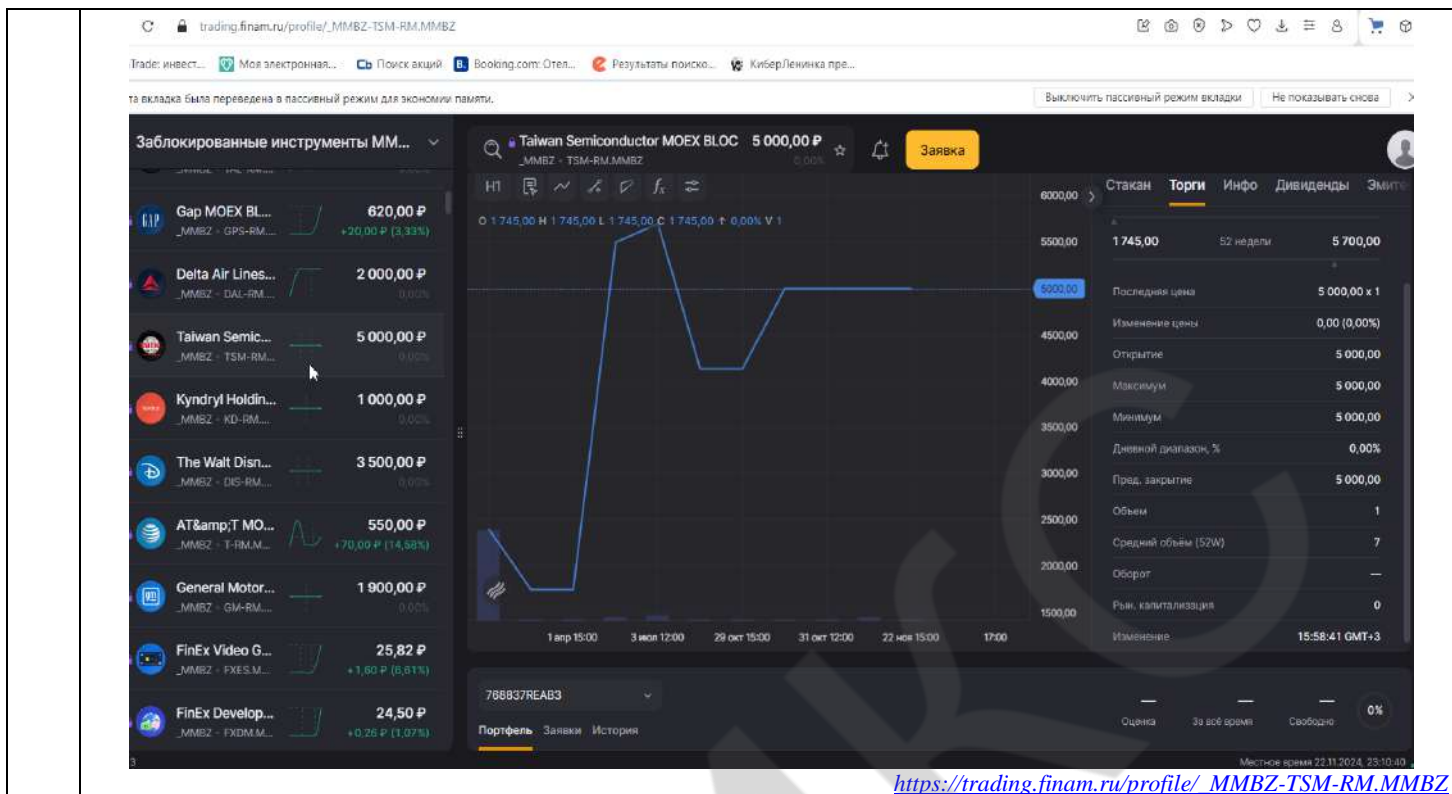 trading.finam.ru/profile/_MMBZ-TSM-RM.MMBZ
Trade: инвест... Моя электронная... Поиск акций Booking.com: Отел... Результаты поиско... КиберЛенинка пре...
та вкладка была переведена в пассивный режим для экономии памяти. Выключить пассивный режим вкладки Не показывать снова
Заблокированные инструменты ММ...
Gap MOEX BL... 620,00 ₽
_MMBZ - GPS-RM.... +20,00 ₽ (3,33%)
Delta Air Lines... 2 000,00 ₽
_MMBZ - DAL-RM.... 0,00%
Taiwan Semic... 5 000,00 ₽
_MMBZ - TSM-RM.... 0,00%
Kyndryl Holdin... 1 000,00 ₽
_MMBZ - KD-RM.... 0,00%
The Walt Disn... 3 500,00 ₽
_MMBZ - DIS-RM.... 0,00%
AT&amp;T MO... 550,00 ₽
_MMBZ - T-RM.M... +70,00 ₽ (14,58%)
General Motor... 1 900,00 ₽
_MMBZ - GM-RM.... 0,00%
FinEx Video G... 25,82 ₽
_MMBZ - FXES.M... +1,60 ₽ (6,61%)
FinEx Develop... 24,50 ₽
_MMBZ - FXDM.M... +0,26 ₽ (1,07%)
Taiwan Semiconductor MOEX BLOC 5 000,00 ₽
_MMBZ - TSM-RM.MMBZ 0,00%
Заявка
H1
O 1 745,00 H 1 745,00 L 1 745,00 C 1 745,00 0,00% V 1
6000,00
5500,00
5000,00
4500,00
4000,00
3500,00
3000,00
2500,00
2000,00
1500,00
1 апр 15:00 3 июл 12:00 29 окт 15:00 31 окт 12:00 22 ноя 15:00 17:00
Стакан Торги Инфо Дивиденды Эмите
1 745,00 52 недели 5 700,00
Последняя цена 5 000,00 x 1
Изменение цены 0,00 (0,00%)
Открытие 5 000,00
Максимум 5 000,00
Минимум 5 000,00
Дневной диапазон, % 0,00%
Пред. закрытие 5 000,00
Объем 1
Средний объём (52W) 7
Оборот —
Рын. капитализация 0
Изменение 15:58:41 GMT+3
766837REAB3
Портфель Заявки История
Оценка За всё время Свободно 0%
Местное время 22.11.2024, 23:10:40
https://trading.finam.ru/profile/_MMBZ-TSM-RM.MMBZ